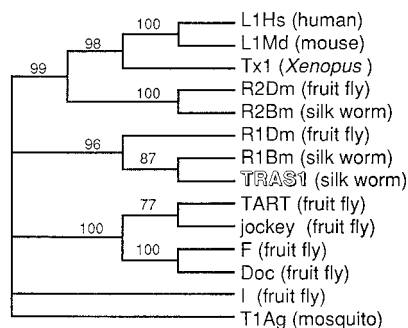 100
L1Hs (human)
98
L1Md (mouse)
99
Tx1 (Xenopus )
100
R2Dm (fruit fly)
R2Bm (silk worm)
96
R1Dm (fruit fly)
87
R1Bm (silk worm)
TRAS1 (silk worm)
77
TART (fruit fly)
100
jockey (fruit fly)
100
F (fruit fly)
Doc (fruit fly)
I (fruit fly)
T1Ag (mosquito)